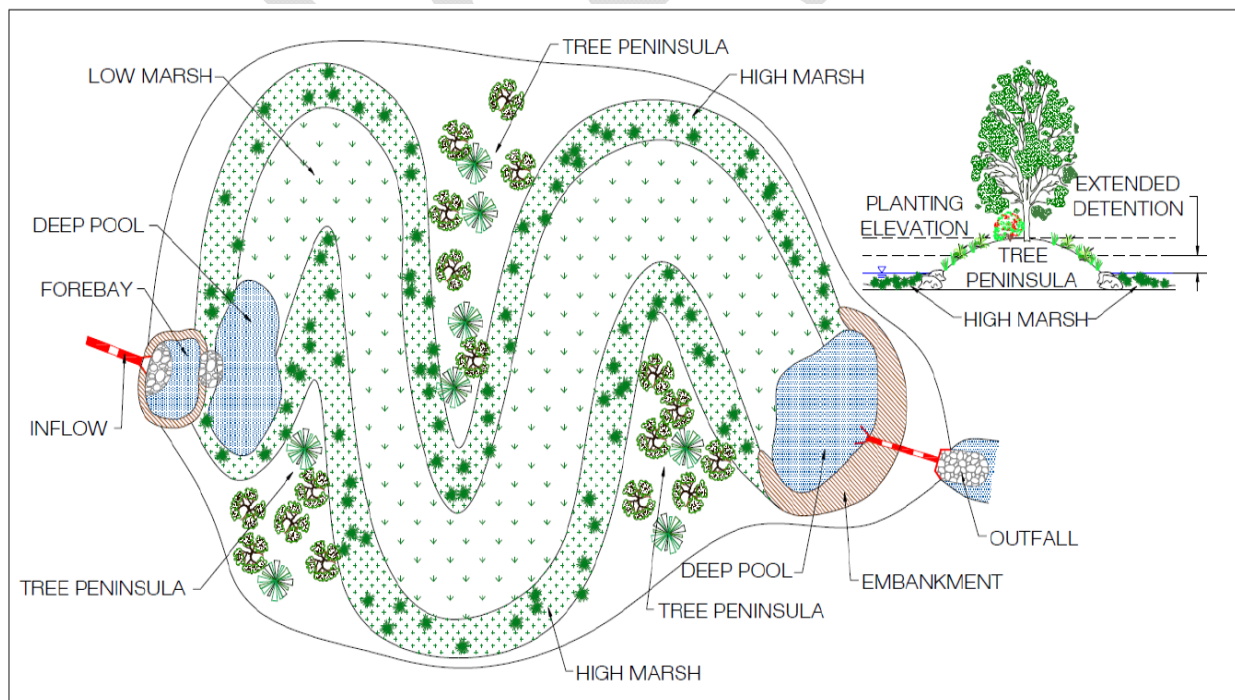 TREE PENINSULA
LOW MARSH
HIGH MARSH
DEEP POOL
FOREBAY
INFLOW
TREE PENINSULA
HIGH MARSH
DEEP POOL
TREE PENINSULA
EMBANKMENT
OUTFALL
PLANTING
ELEVATION
EXTENDED
DETENTION
TREE
PENINSULA
HIGH MARSH